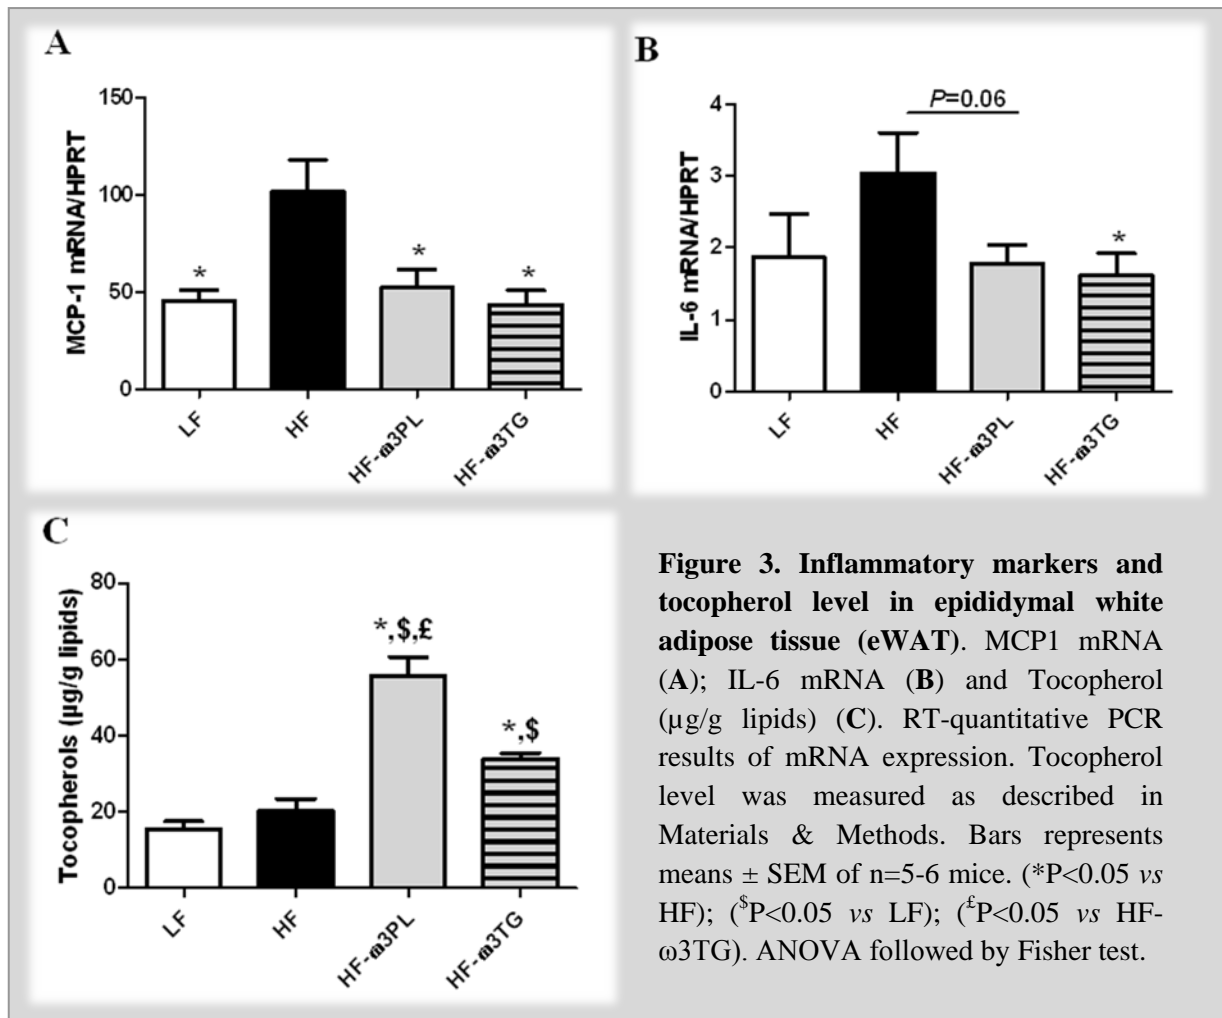 A
MCP-1 mRNA/HPRT
150
100
50
0
*
*
*
LF
HF
HF-ω3PL
HF-ω3TG
B
IL-6 mRNA/HPRT
4
3
2
1
0
P=0.06
*
LF
HF
HF-ω3PL
HF-ω3TG
C
Tocopherols (µg/g lipids)
80
60
40
20
0
*,$,£
*,$
LF
HF
HF-ω3PL
HF-ω3TG
Figure 3. Inflammatory markers and
tocopherol level in epididymal white
adipose tissue (eWAT). MCP1 mRNA
(A); IL-6 mRNA (B) and Tocopherol
(µg/g lipids) (C). RT-quantitative PCR
results of mRNA expression. Tocopherol
level was measured as described in
Materials & Methods. Bars represents
means ± SEM of n=5-6 mice. (*P<0.05 vs
HF); ($P<0.05 vs LF); (£P<0.05 vs HF-
ω3TG). ANOVA followed by Fisher test.